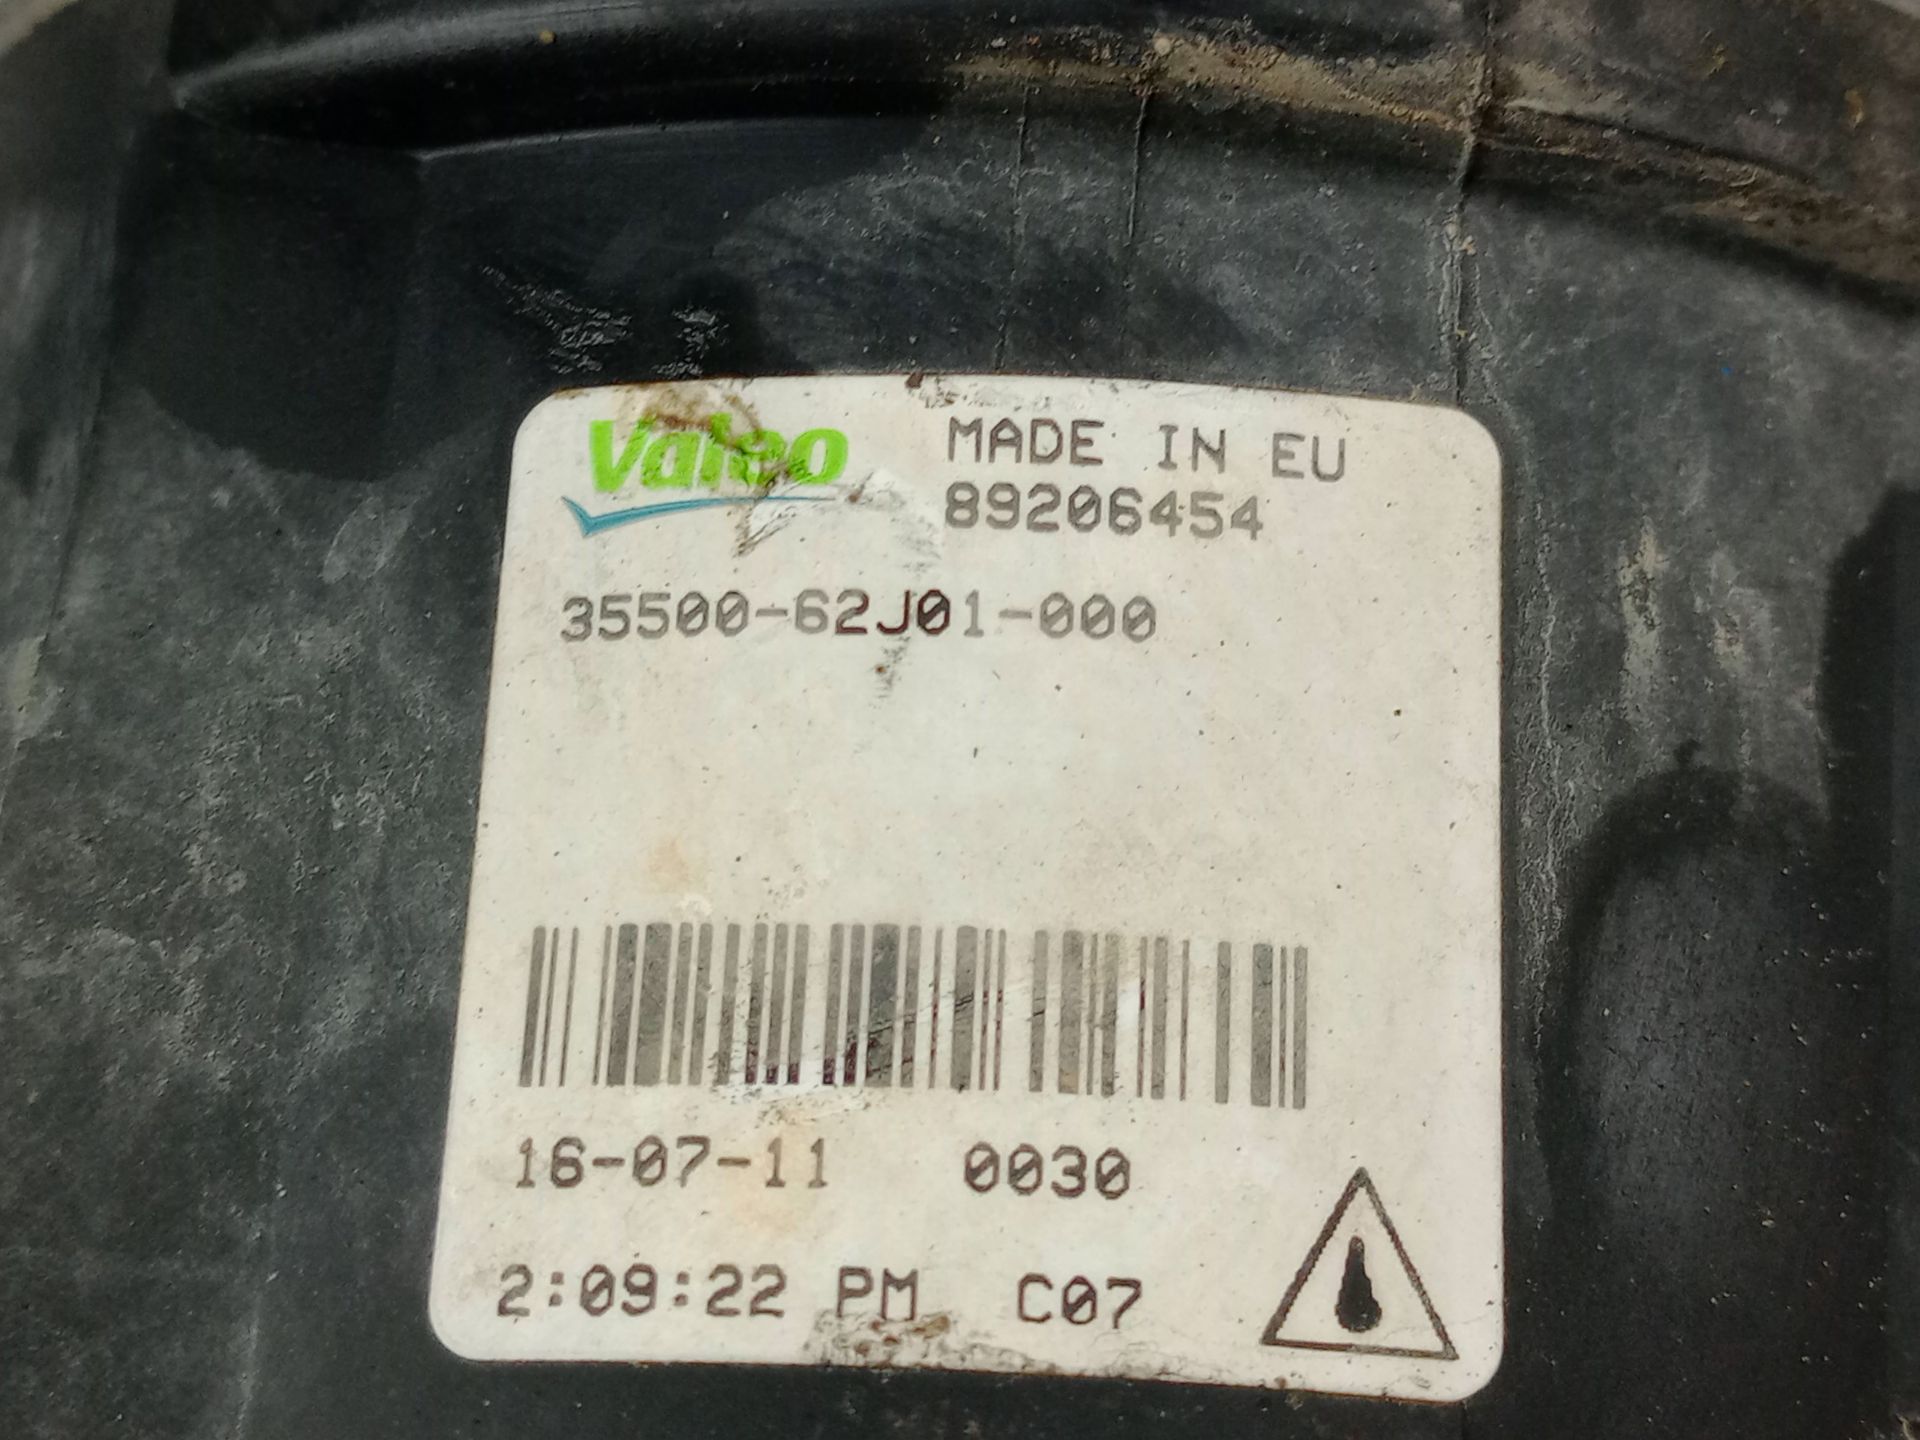 Valeo
MADE IN EU
89206454
35500-62J01-000
16-07-11 0030
2:09:22 PM C07